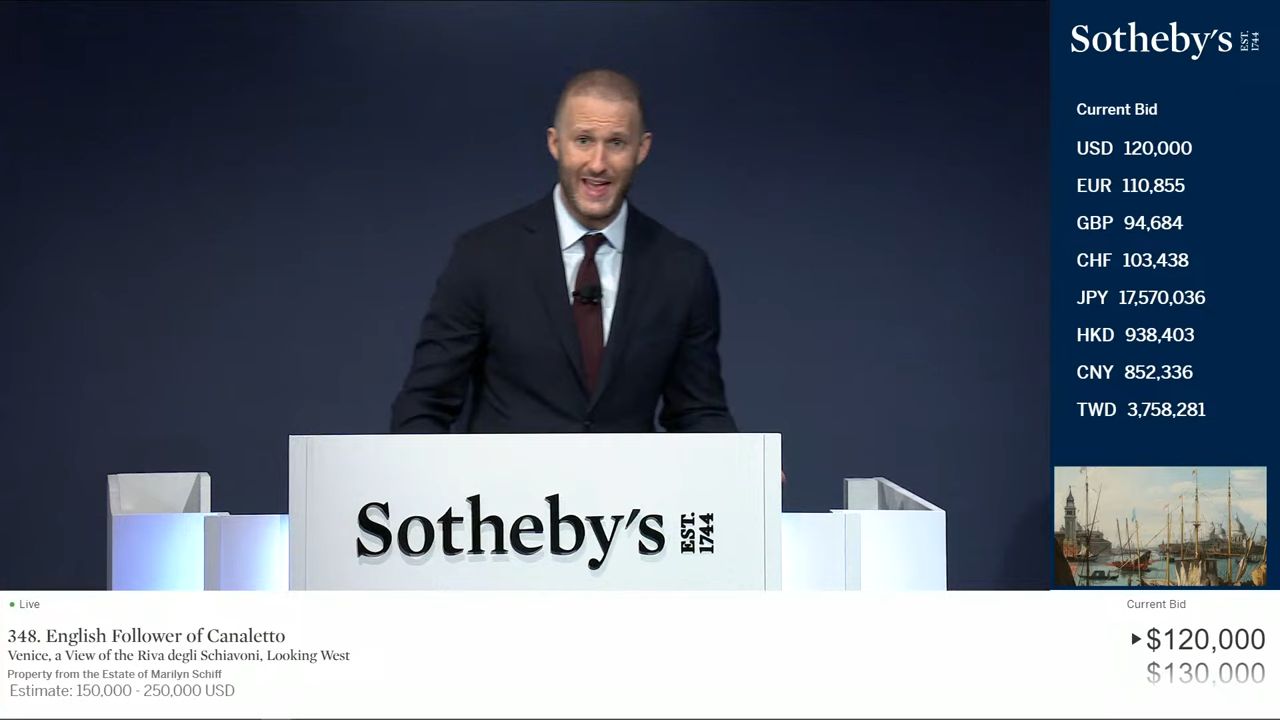 Sotheby's EST. 1744
Current Bid
USD 120,000
EUR 110,855
GBP 94,684
CHF 103,438
JPY 17,570,036
HKD 938,403
CNY 852,336
TWD 3,758,281
Sotheby's EST. 1744
Live
348. English Follower of Canaletto
Venice, a View of the Riva degli Schiavoni, Looking West
Property from the Estate of Marilyn Schiff
Estimate: 150,000 - 250,000 USD
Current Bid
$120,000
$130,000